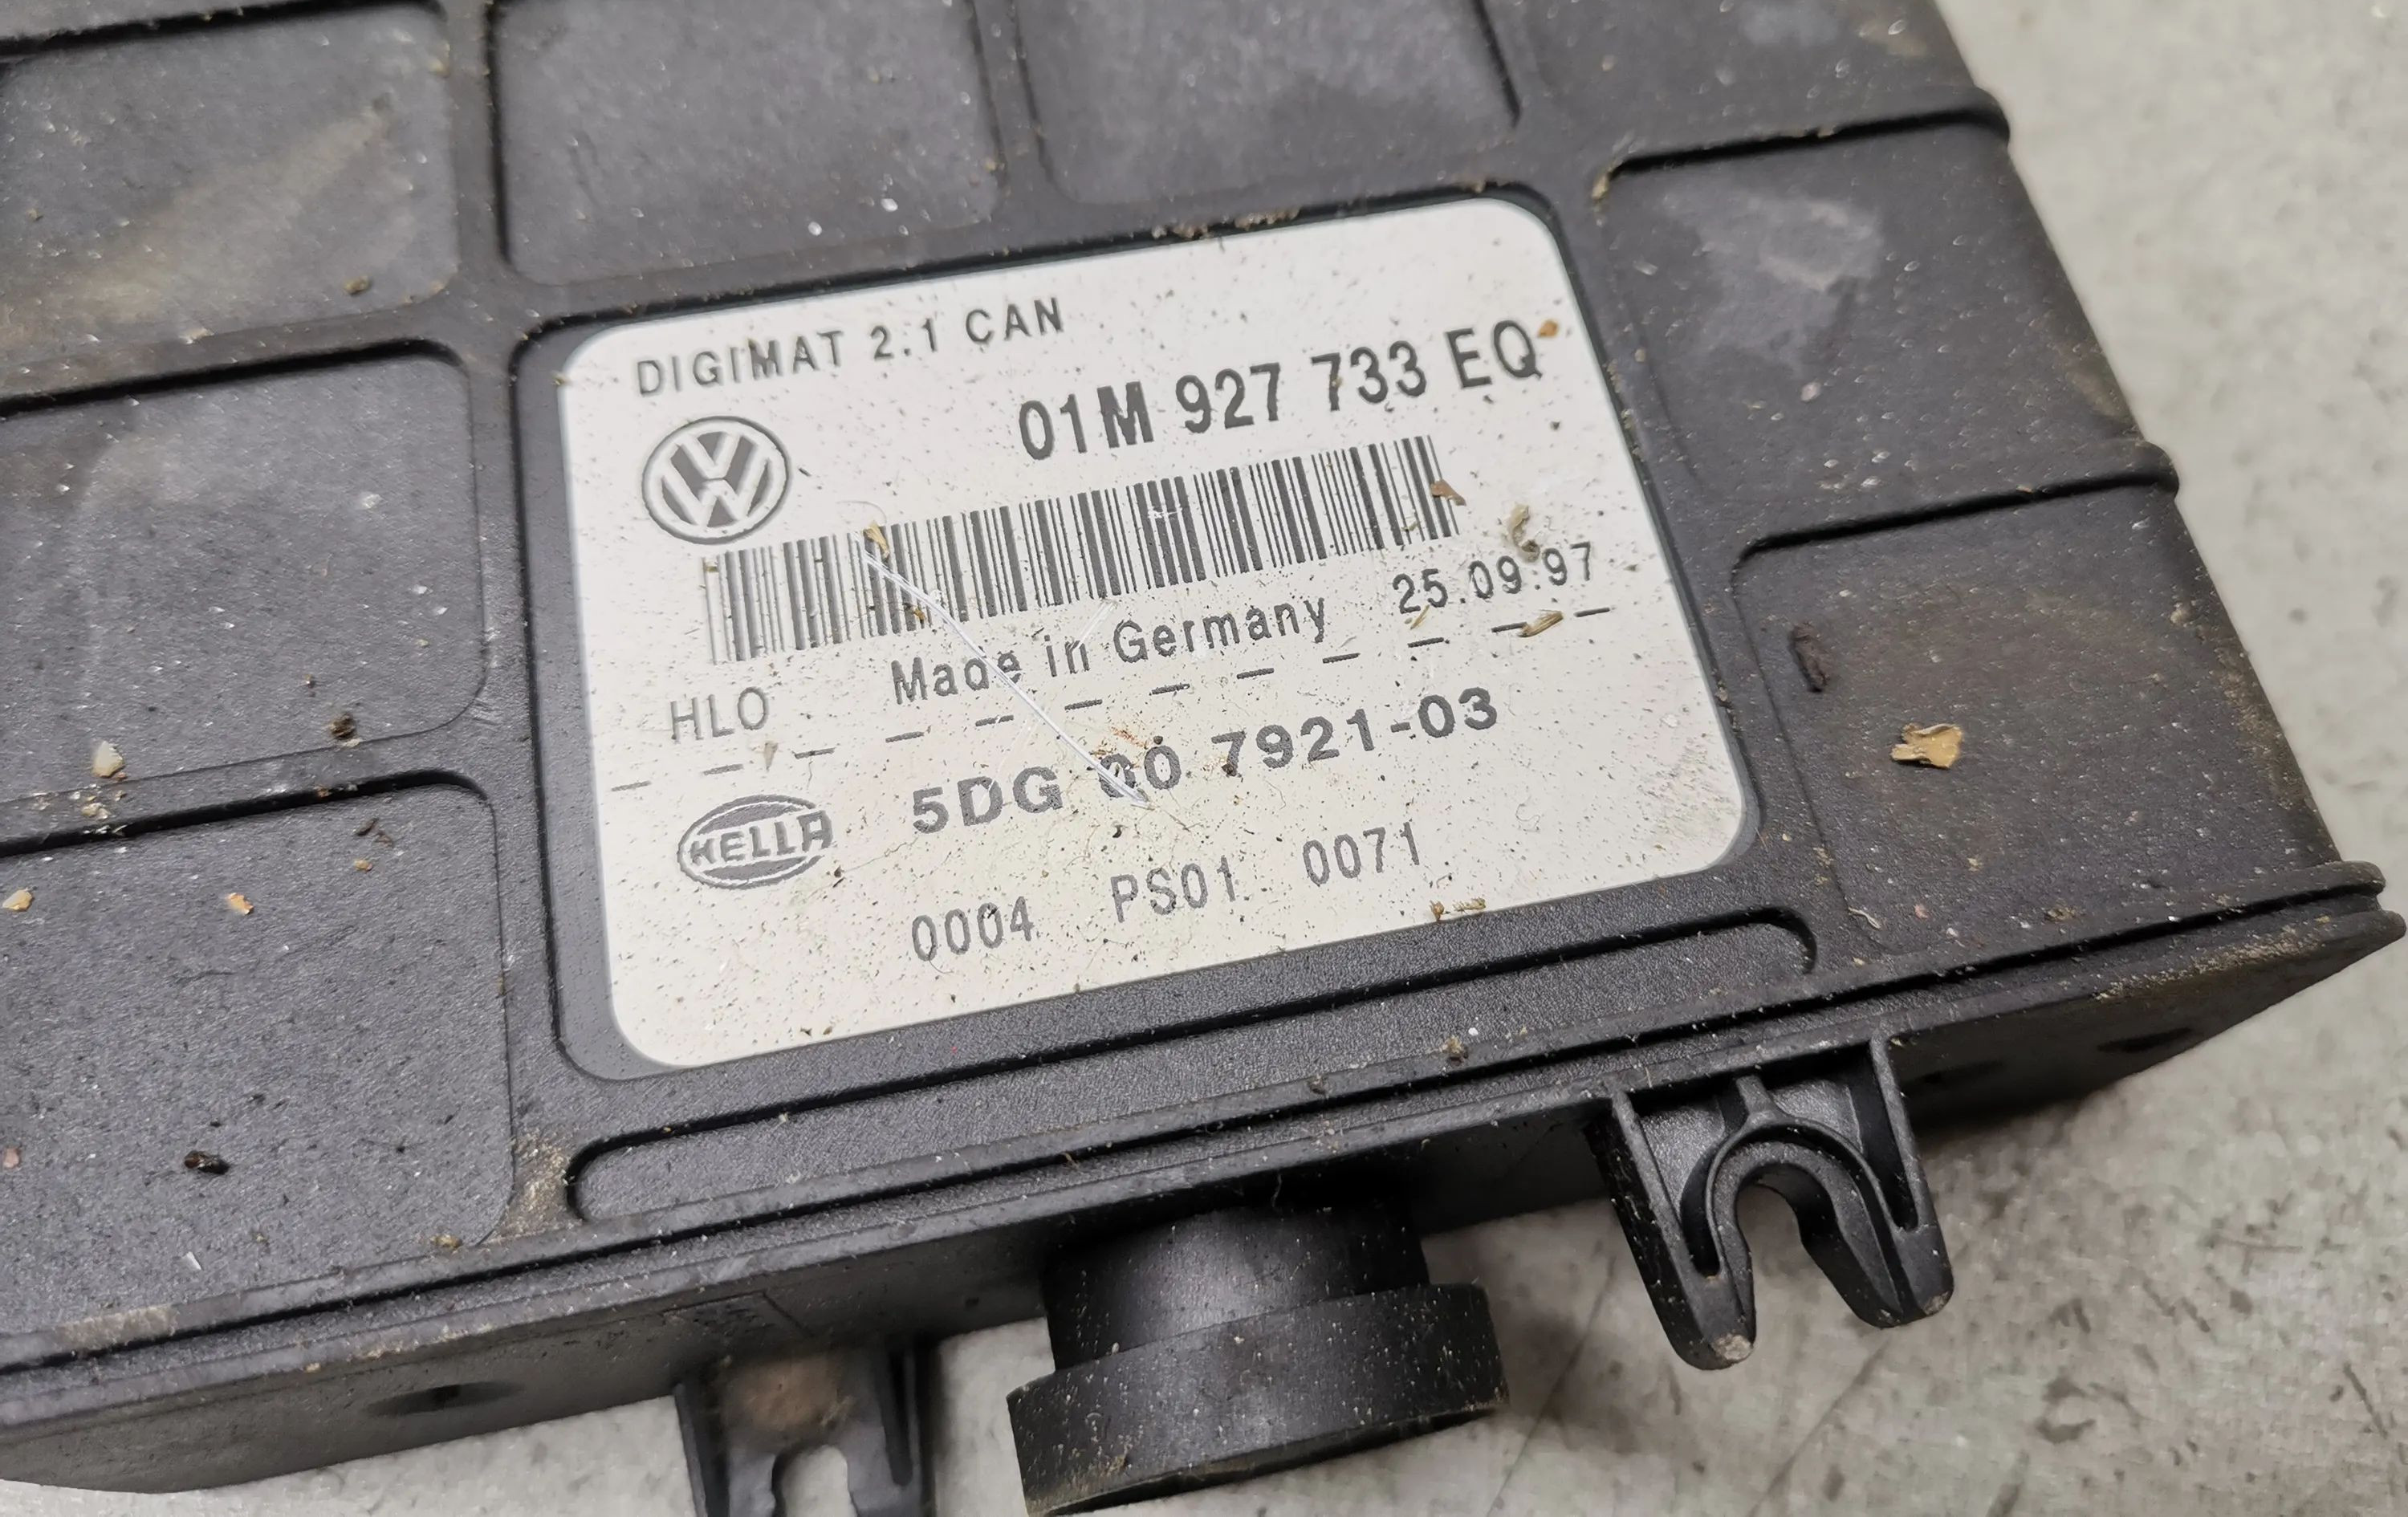 DIGIMAT 2.1 CAN
01M 927 733 EQ
Made in Germany 25.09.97
HLO
HELLA 5DG 00 7921-03
0004 PS01 0071